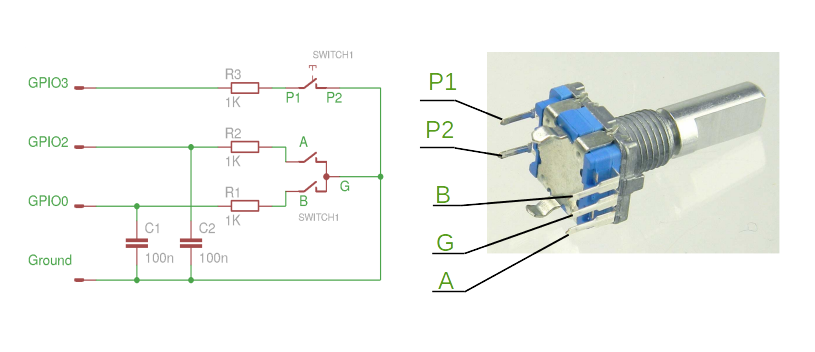 SWITCH1
GPIO3
R3
1K
P1
P2
GPIO2
R2
1K
A
G
GPIO0
R1
1K
B
SWITCH1
C1
100n
C2
100n
Ground
P1
P2
B
G
A